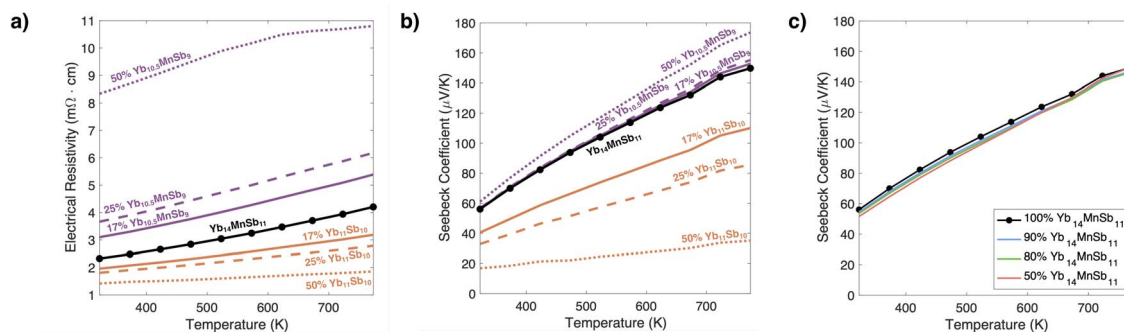 a)
Electrical Resistivity (mΩ · cm)
11
10
9
8
7
6
5
4
3
2
1
50% Yb10.5MnSb9
25% Yb10.5MnSb9
17% Yb10.5MnSb9
Yb14MnSb11
17% Yb11Sb10
25% Yb11Sb10
50% Yb11Sb10
400 500 600 700
Temperature (K)
b)
Seebeck Coefficient (μV/K)
180
160
140
120
100
80
60
40
20
0
50% Yb10.5MnSb9
17% Yb10.5MnSb9
25% Yb10.5MnSb9
Yb14MnSb11
17% Yb11Sb10
25% Yb11Sb10
50% Yb11Sb10
400 500 600 700
Temperature (K)
c)
Seebeck Coefficient (μV/K)
180
160
140
120
100
80
60
40
20
0
100% Yb14MnSb11
90% Yb14MnSb11
80% Yb14MnSb11
50% Yb14MnSb11
400 500 600 700
Temperature (K)